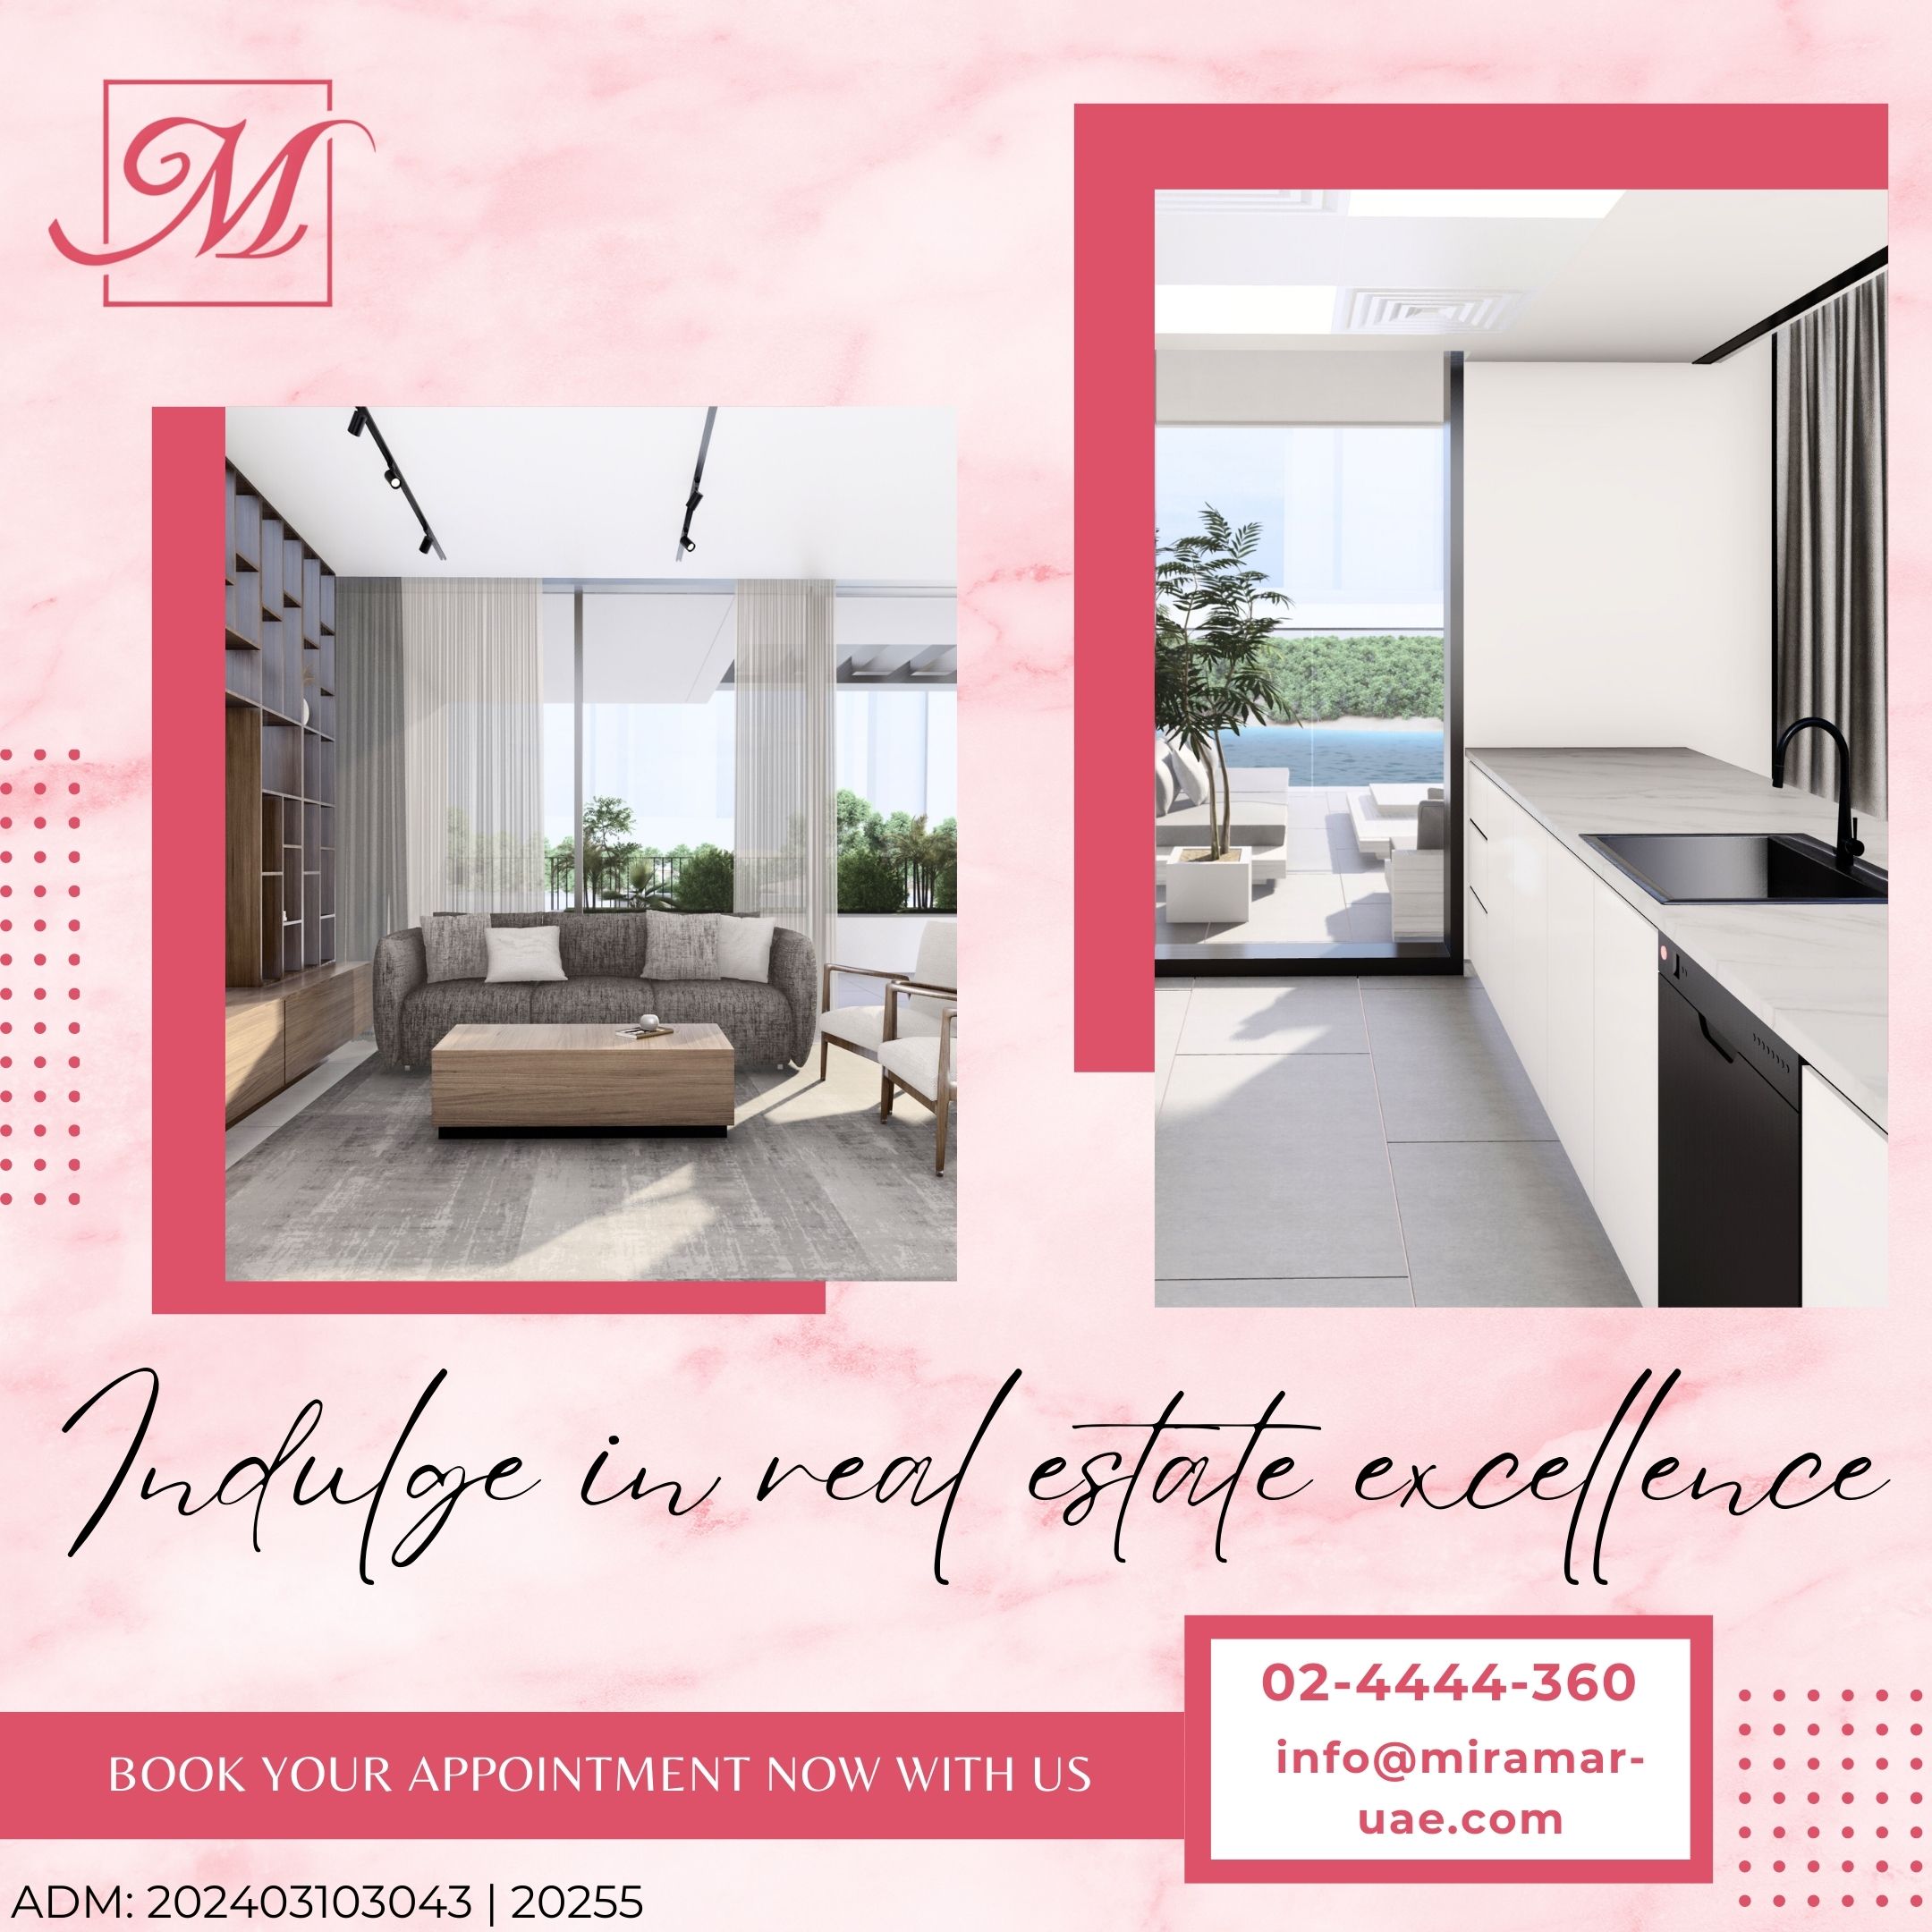 M
Indulge in real estate excellence
02-4444-360
info@miramar-
uae.com
BOOK YOUR APPOINTMENT NOW WITH US
ADM: 202403103043 | 20255